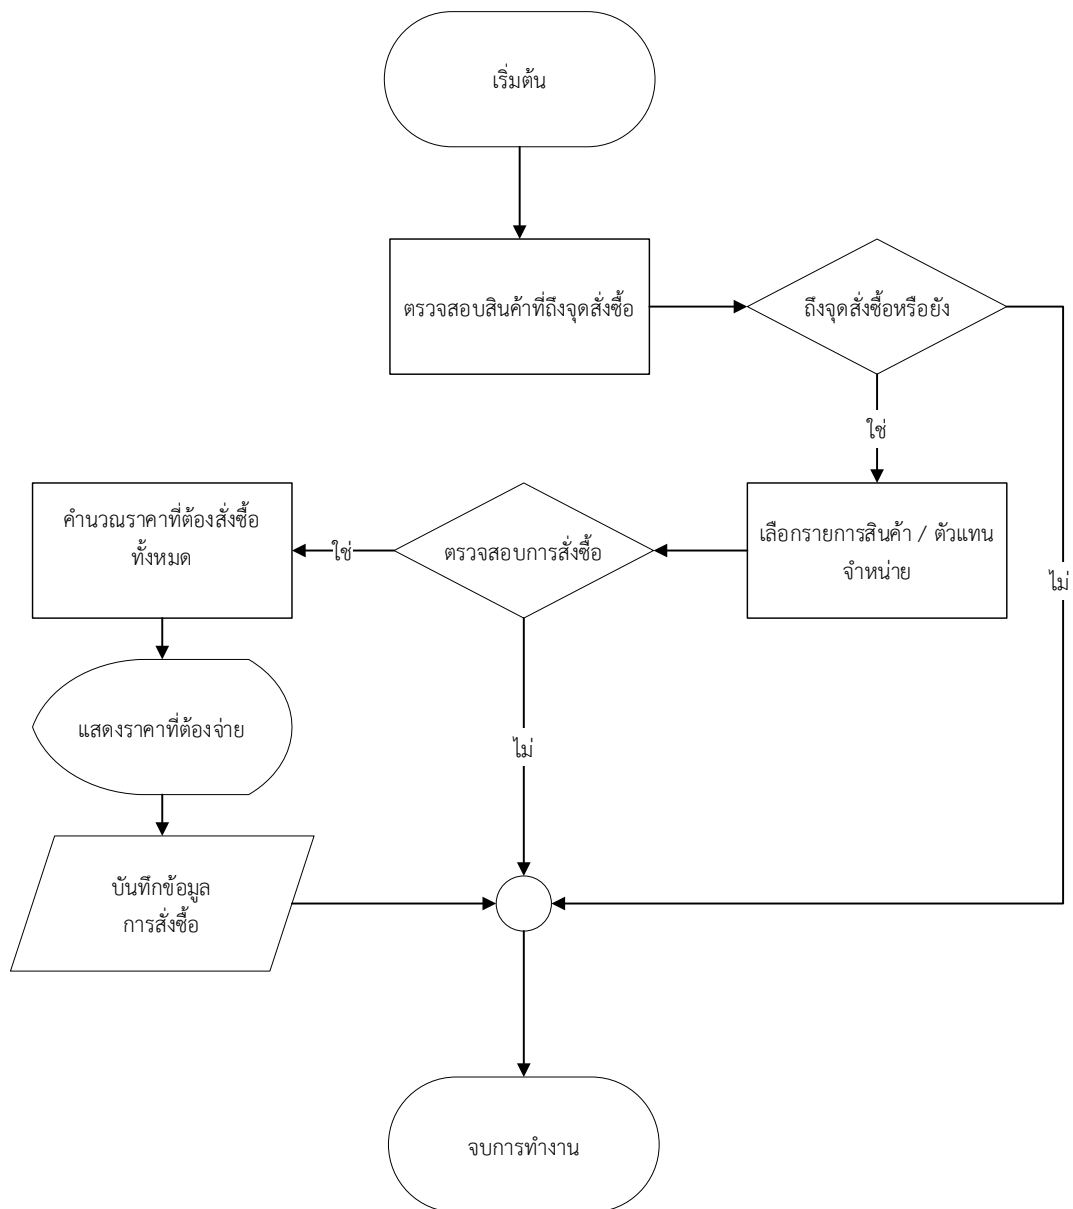 เริ่มต้น
ตรวจสอบสินค้าที่ถึงจุดสั่งซื้อ
ถึงจุดสั่งซื้อหรือยัง
ใช่
เลือกรายการสินค้า / ตัวแทน
จำหน่าย
ตรวจสอบการสั่งซื้อ
ใช่
คำนวณราคาที่ต้องสั่งซื้อ
ทั้งหมด
ไม่
แสดงราคาที่ต้องจ่าย
ไม่
บันทึกข้อมูล
การสั่งซื้อ
จบการทำงาน